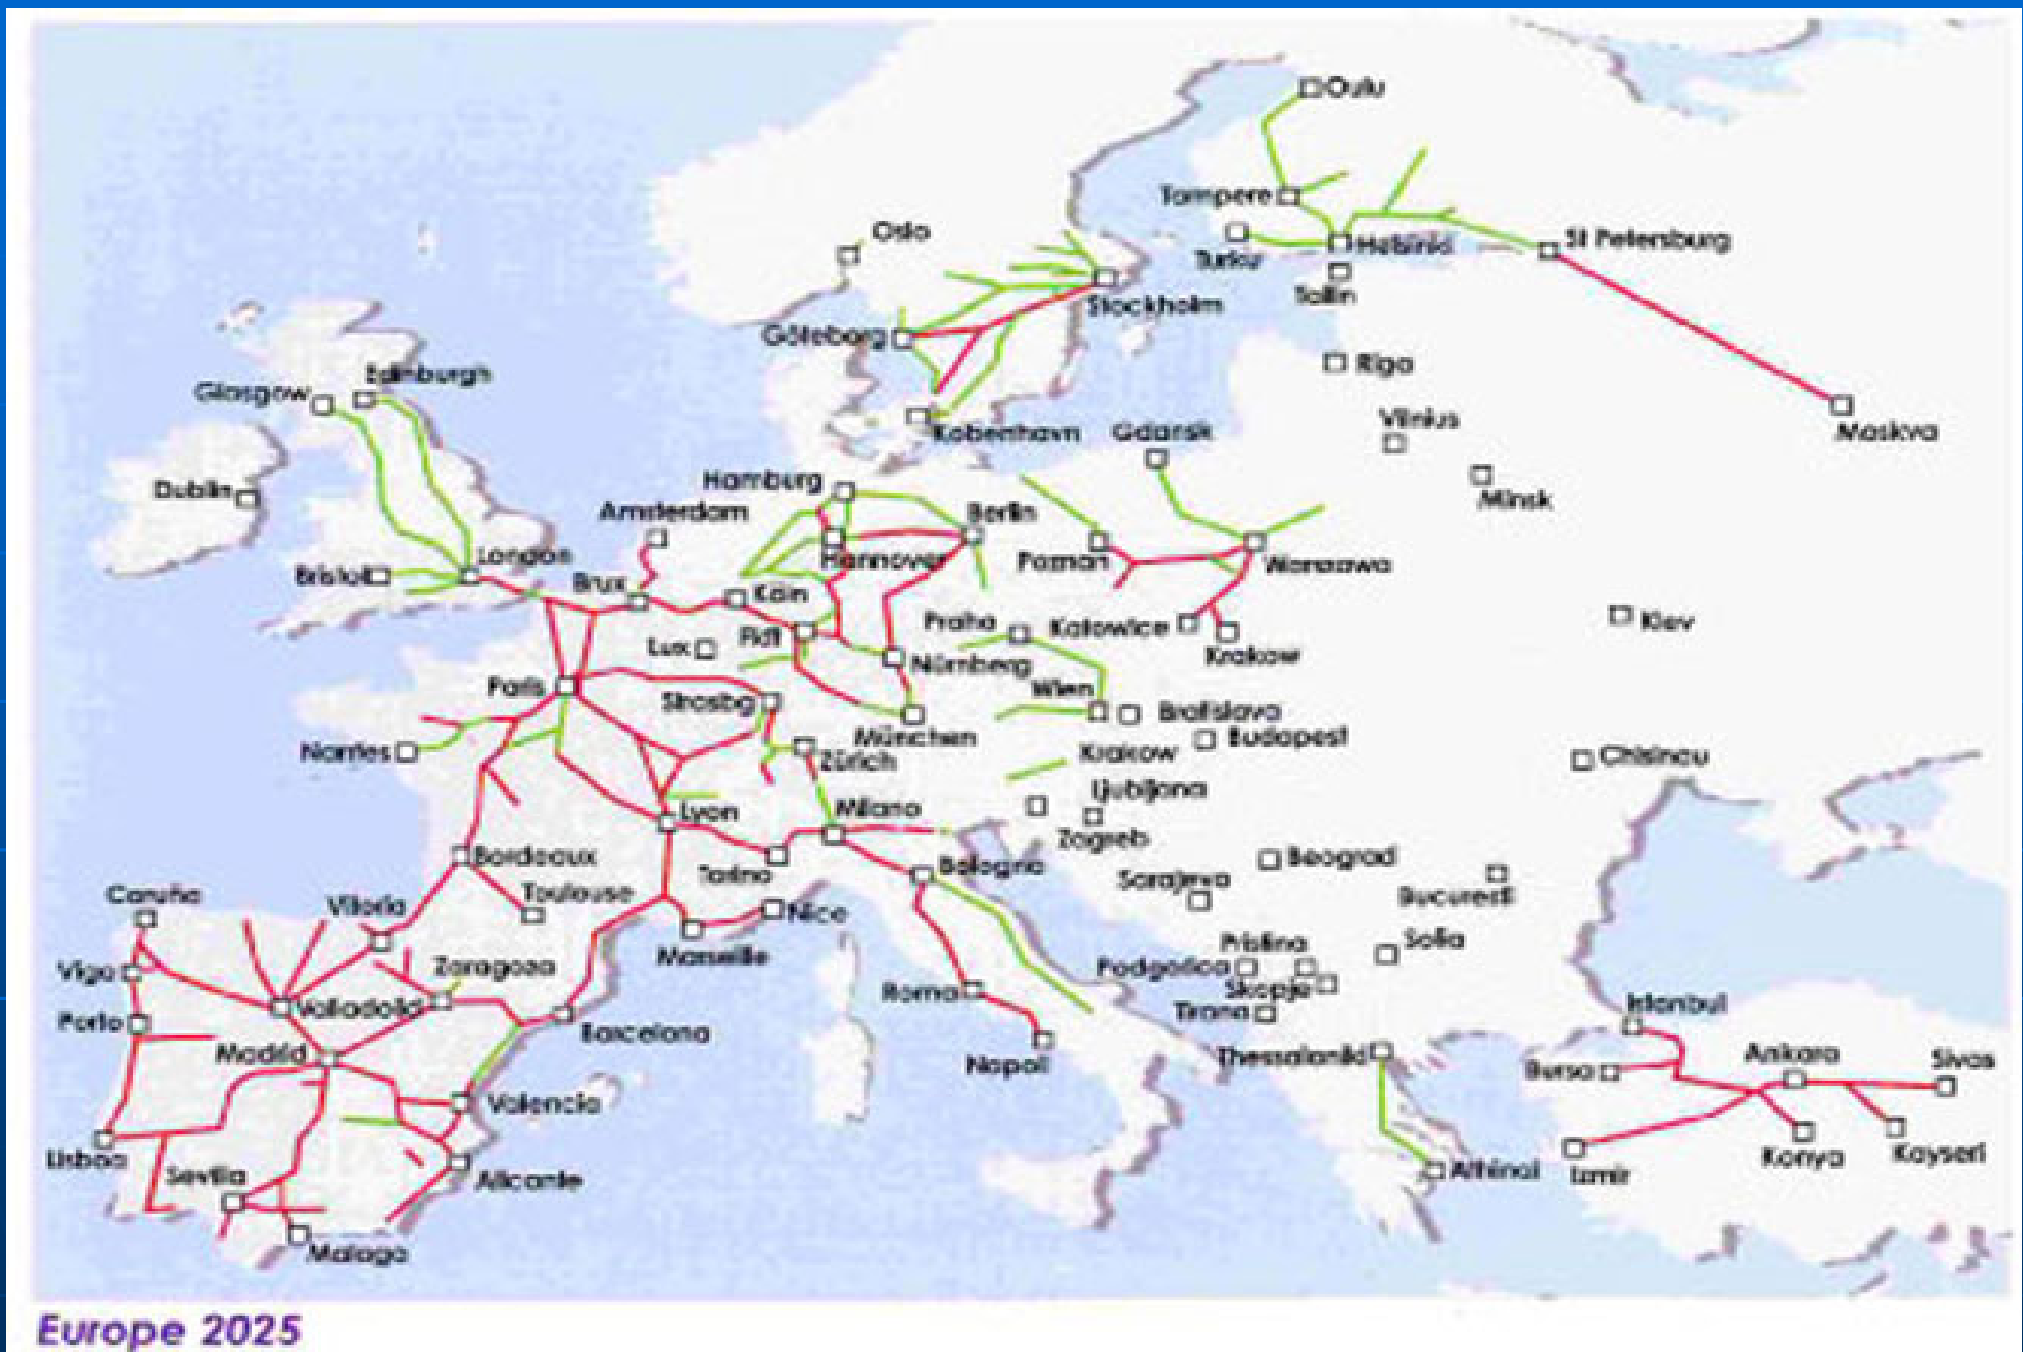 Oulu
Tampere
Oslo
Helsinki
St Petersburg
Turku
Tallin
Stockholm
Göteborg
Riga
Edinburgh
Glasgow
Vilnius
Moskva
Kobenhavn
Gdansk
Hamburg
Dublin
Minsk
Amsterdam
Berlin
London
Hannover
Poznan
Warszawa
Bristol
Brux
Köln
Praha
Katowice
Kiev
Lux
Fkft
Nürnberg
Krakow
Paris
Strasbg
Wien
Bratislava
München
Budapest
Nantes
Zürich
Krakow
Chisinau
Ljubljana
Lyon
Milano
Zagreb
Bordeaux
Torino
Bologna
Beograd
Sarajevo
Coruña
Vitoria
Toulouse
Nice
Bucuresti
Marseille
Pristina
Sofia
Vigo
Zaragoza
Podgorica
Skopje
Roma
Valladolid
Tirana
Istanbul
Porto
Barcelona
Madrid
Napoli
Thessaloniki
Bursa
Ankara
Sivas
Valencia
Lisboa
Sevilla
Alicante
Athinai
Izmir
Konya
Kayseri
Malaga
Europe 2025